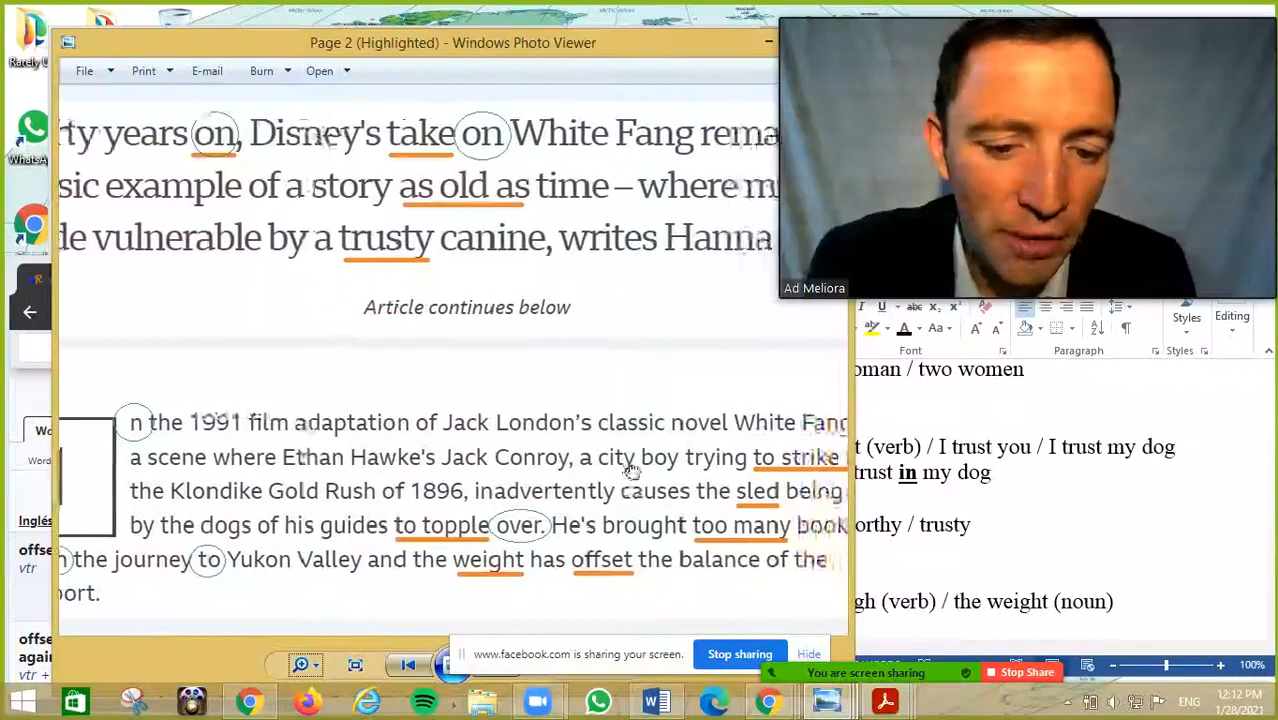 Rarely U
WhatsA
Page 2 (Highlighted) - Windows Photo Viewer
File Print E-mail Burn Open
rty years on, Disney's take on White Fang rema
sic example of a story as old as time – where m
de vulnerable by a trusty canine, writes Hanna
Article continues below
n the 1991 film adaptation of Jack London's classic novel White Fang
a scene where Ethan Hawke's Jack Conroy, a city boy trying to strike
the Klondike Gold Rush of 1896, inadvertently causes the sled being
by the dogs of his guides to topple over. He's brought too many book
the journey to Yukon Valley and the weight has offset the balance of the
port.
Ad Meliora
U abc
A Aa A A
Styles
Editing
Font Paragraph Styles
oman / two women
t (verb) / I trust you / I trust my dog
trust in my dog
orthy / trusty
gh (verb) / the weight (noun)
Wo
Word
Inglés
offse
vtr
offse
again
vtr +
www.facebook.com is sharing your screen. Stop sharing Hide
You are screen sharing Stop Share
100%
ENG
12:12 PM
1/28/2021